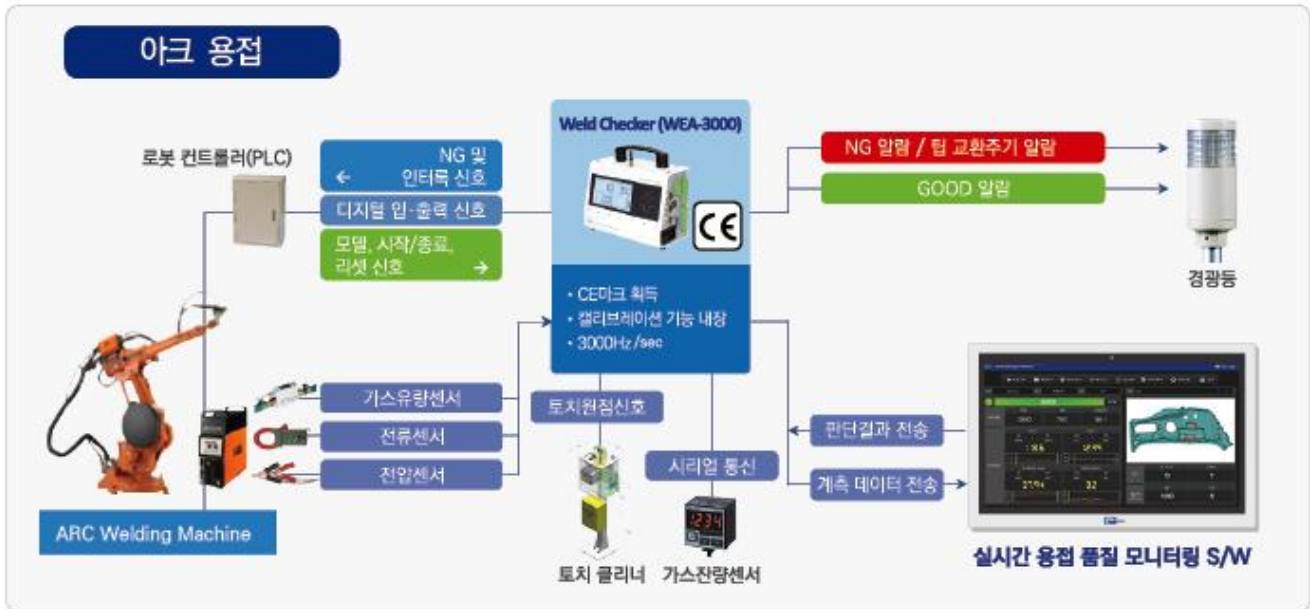 아크 용접
Weld Checker (WEA-3000)
로봇 컨트롤러(PLC)
NG 및
← 인터록 신호
디지털 입·출력 신호
모델, 시작/종료,
리셋 신호 →
CE
• CE마크 획득
• 캘리브레이션 기능 내장
• 3000Hz/sec
NG 알람 / 팁 교환주기 알람
GOOD 알람
경광등
가스유량센서
전류센서
전압센서
ARC Welding Machine
토치원점신호
시리얼 통신
1234
토치 클리너
가스잔량센서
판단결과 전송
계측 데이터 전송
실시간 용접 품질 모니터링 S/W